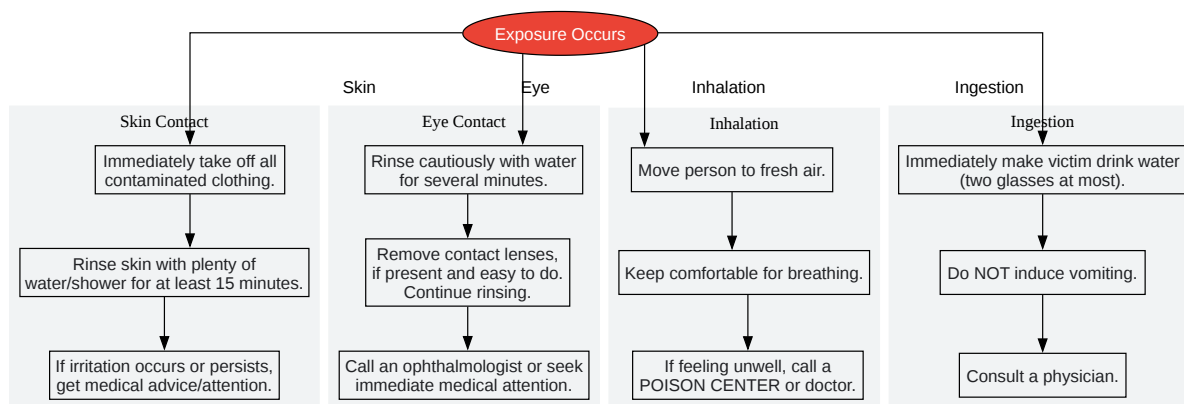 Exposure Occurs
Skin
Eye
Inhalation
Ingestion
Skin Contact
Immediately take off all
contaminated clothing.
Rinse skin with plenty of
water/shower for at least 15 minutes.
If irritation occurs or persists,
get medical advice/attention.
Eye Contact
Rinse cautiously with water
for several minutes.
Remove contact lenses,
if present and easy to do.
Continue rinsing.
Call an ophthalmologist or seek
immediate medical attention.
Inhalation
Move person to fresh air.
Keep comfortable for breathing.
If feeling unwell, call a
POISON CENTER or doctor.
Ingestion
Immediately make victim drink water
(two glasses at most).
Do NOT induce vomiting.
Consult a physician.